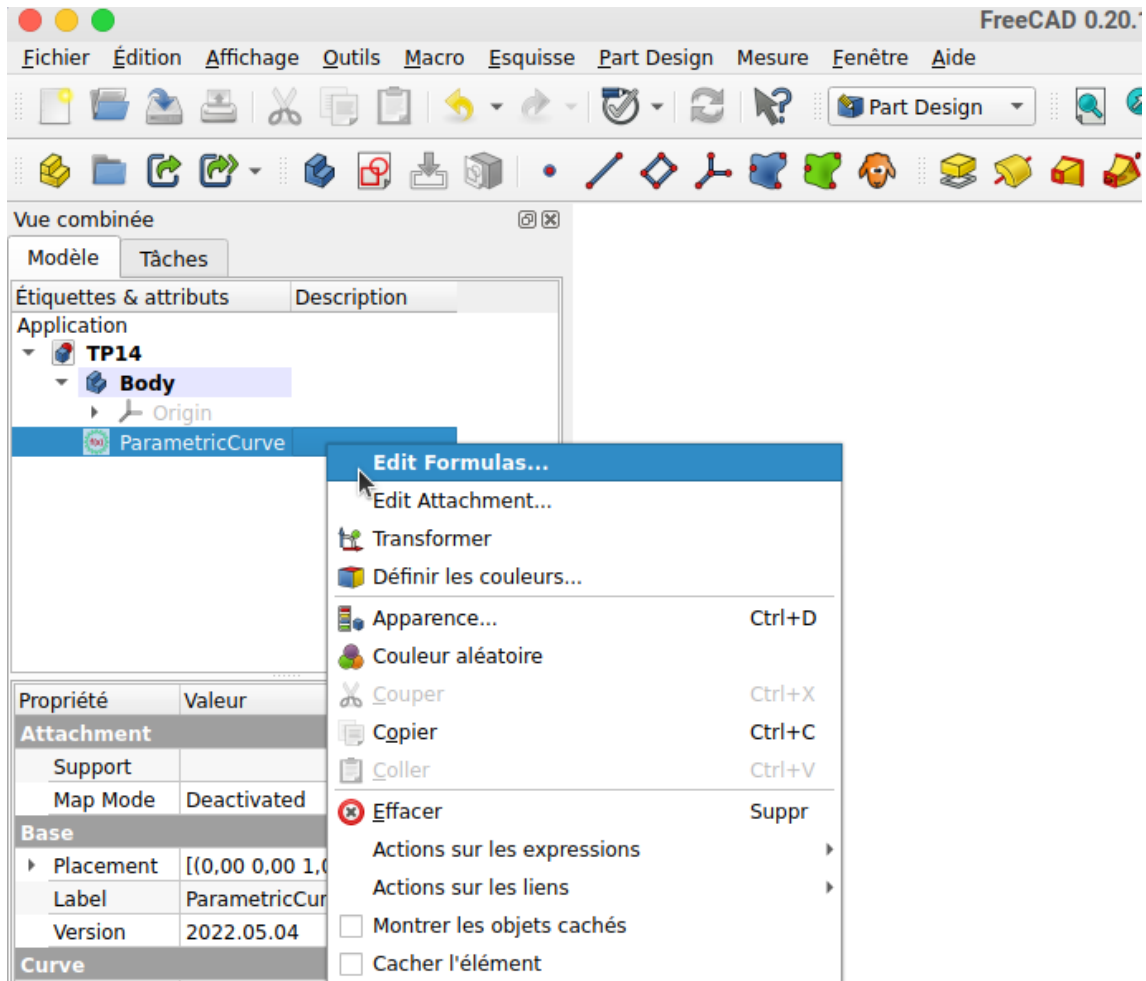 FreeCAD 0.20.1
Fichier Édition Affichage Outils Macro Esquisse Part Design Mesure Fenêtre Aide
Part Design
Vue combinée
Modèle Tâches
Étiquettes & attributs Description
Application
TP14
Body
Origin
f(x) ParametricCurve
Edit Formulas...
Edit Attachment...
Transformer
Définir les couleurs...
Apparence... Ctrl+D
Couleur aléatoire
Couper Ctrl+X
Copier Ctrl+C
Coller Ctrl+V
Effacer Suppr
Actions sur les expressions
Actions sur les liens
Montrer les objets cachés
Cacher l'élément
Propriété Valeur
Attachment
Support
Map Mode Deactivated
Base
Placement [(0,00 0,00 1,0
Label ParametricCur
Version 2022.05.04
Curve